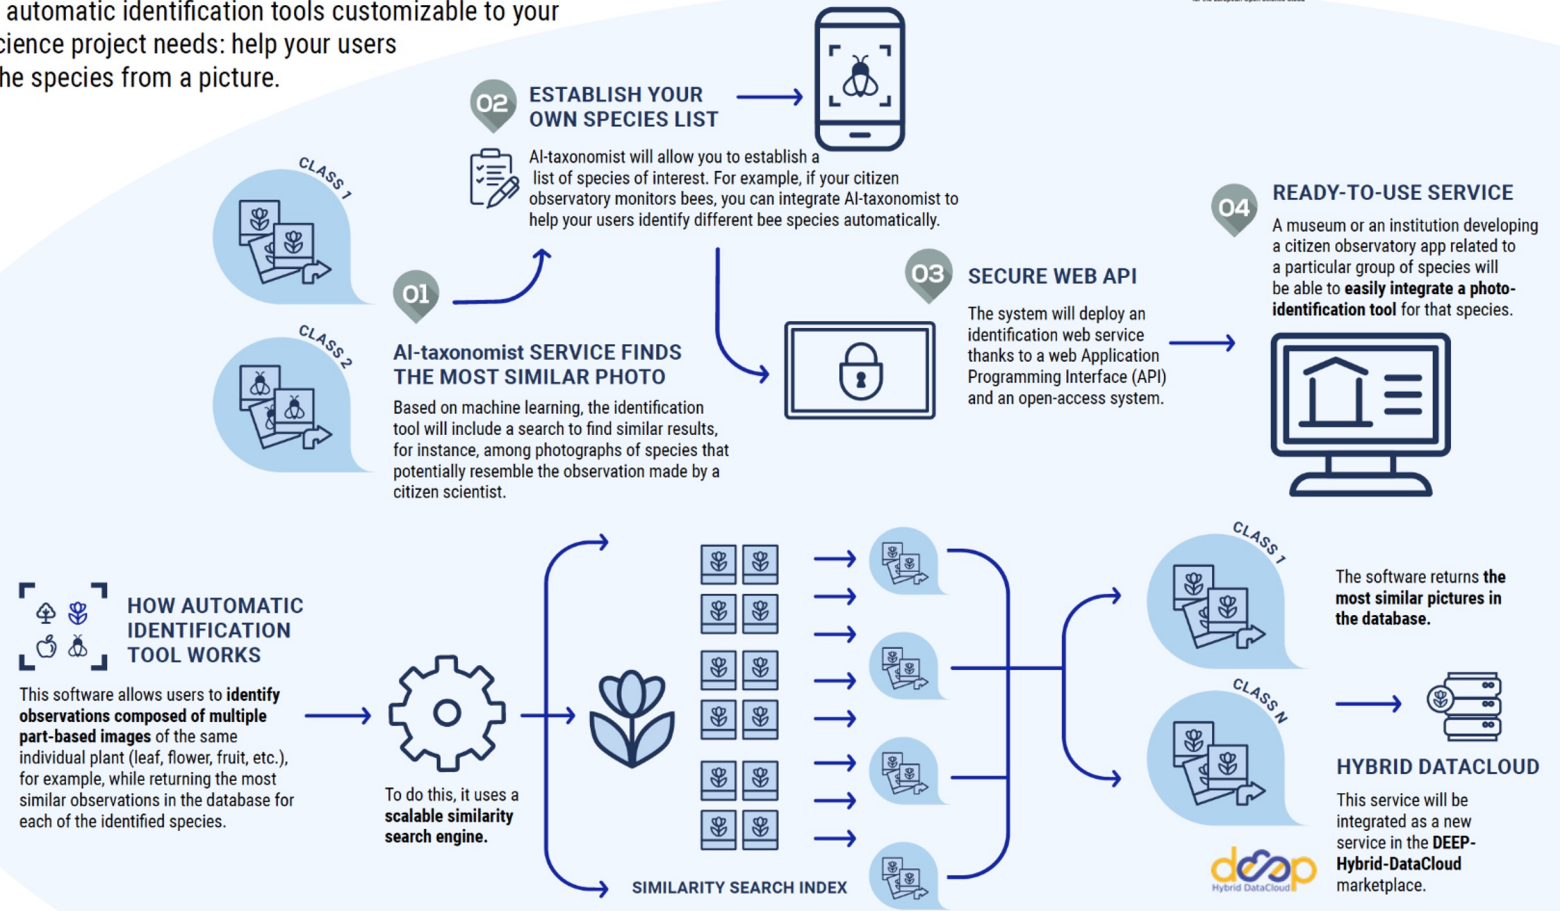 automatic identification tools customizable to your
cience project needs: help your users
he species from a picture.
for the European Open Science Cloud
02
ESTABLISH YOUR
OWN SPECIES LIST
AI-taxonomist will allow you to establish a
list of species of interest. For example, if your citizen
observatory monitors bees, you can integrate AI-taxonomist to
help your users identify different bee species automatically.
CLASS 1
CLASS 2
01
AI-taxonomist SERVICE FINDS
THE MOST SIMILAR PHOTO
Based on machine learning, the identification
tool will include a search to find similar results,
for instance, among photographs of species that
potentially resemble the observation made by a
citizen scientist.
03
SECURE WEB API
The system will deploy an
identification web service
thanks to a web Application
Programming Interface (API)
and an open-access system.
04
READY-TO-USE SERVICE
A museum or an institution developing
a citizen observatory app related to
a particular group of species will
be able to easily integrate a photo-
identification tool for that species.
HOW AUTOMATIC
IDENTIFICATION
TOOL WORKS
This software allows users to identify
observations composed of multiple
part-based images of the same
individual plant (leaf, flower, fruit, etc.),
for example, while returning the most
similar observations in the database for
each of the identified species.
To do this, it uses a
scalable similarity
search engine.
SIMILARITY SEARCH INDEX
CLASS 1
CLASS N
The software returns the
most similar pictures in
the database.
HYBRID DATACLOUD
This service will be
integrated as a new
service in the DEEP-
Hybrid-DataCloud
marketplace.
deep
Hybrid DataCloud